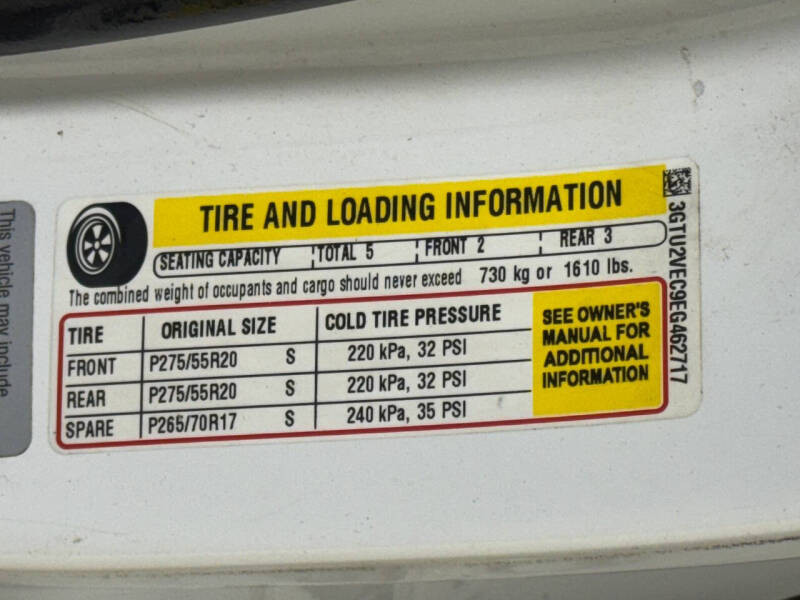 TIRE AND LOADING INFORMATION
SEATING CAPACITY TOTAL 5 FRONT 2 REAR 3
The combined weight of occupants and cargo should never exceed 730 kg or 1610 lbs.
TIRE ORIGINAL SIZE COLD TIRE PRESSURE
FRONT P275/55R20 S 220 kPa, 32 PSI
REAR P275/55R20 S 220 kPa, 32 PSI
SPARE P265/70R17 S 240 kPa, 35 PSI
SEE OWNER'S
MANUAL FOR
ADDITIONAL
INFORMATION
3GTU2VEC9EG462717
This vehicle may include